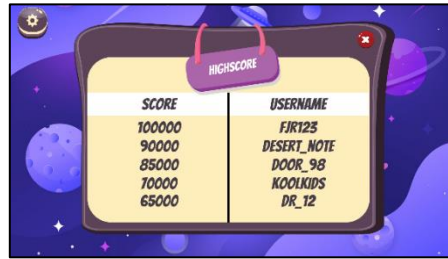 HIGHSCORE
SCORE USERNAME
100000 FJR123
90000 DESERT_NOTE
85000 DOOR_98
70000 KOOLKIDS
65000 DR_12